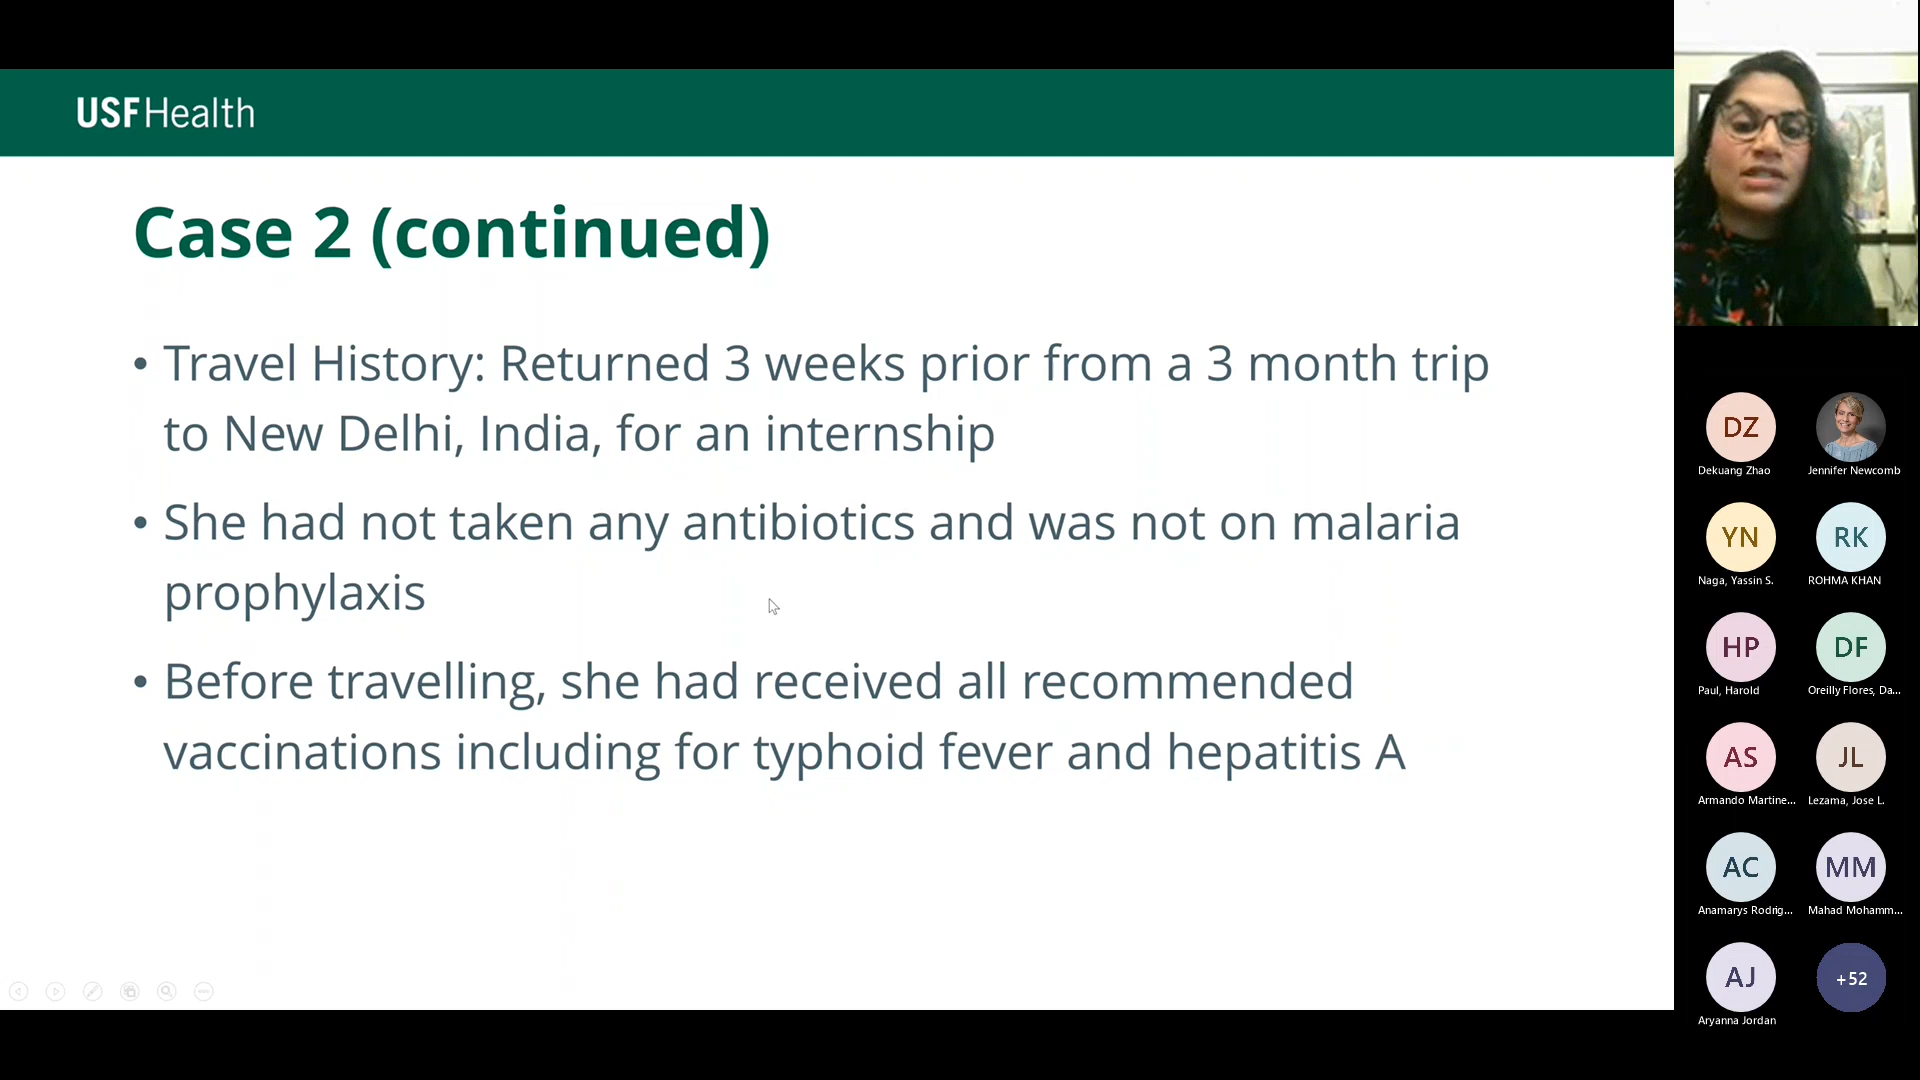 USF Health
Case 2 (continued)
• Travel History: Returned 3 weeks prior from a 3 month trip
to New Delhi, India, for an internship
• She had not taken any antibiotics and was not on malaria
prophylaxis
• Before travelling, she had received all recommended
vaccinations including for typhoid fever and hepatitis A
DZ
Dekuang Zhao
Jennifer Newcomb
YN
Naga, Yassin S.
RK
ROHMA KHAN
HP
Paul, Harold
DF
Oreilly Flores, Da...
AS
Armando Martine...
JL
Lezama, Jose L.
AC
Anamarys Rodrig...
MM
Mahad Mohamm...
AJ
Aryanna Jordan
+52